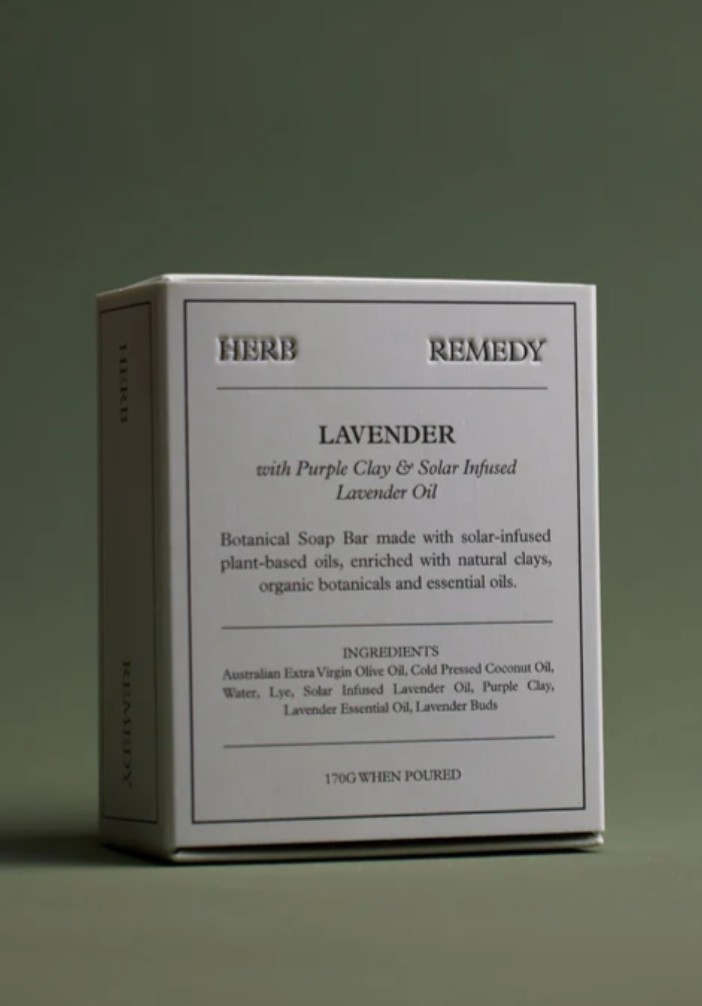 HERB REMEDY
LAVENDER
with Purple Clay & Solar Infused
Lavender Oil
Botanical Soap Bar made with solar-infused
plant-based oils, enriched with natural clays,
organic botanicals and essential oils.
INGREDIENTS
Australian Extra Virgin Olive Oil, Cold Pressed Coconut Oil,
Water, Lye, Solar Infused Lavender Oil, Purple Clay,
Lavender Essential Oil, Lavender Buds
170G WHEN POURED
HERB REMEDY